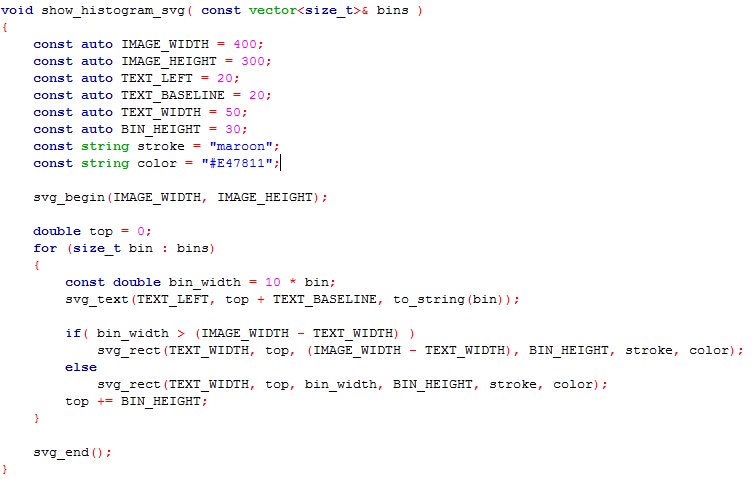 void show_histogram_svg( const vector<size_t>& bins )
{
    const auto IMAGE_WIDTH = 400;
    const auto IMAGE_HEIGHT = 300;
    const auto TEXT_LEFT = 20;
    const auto TEXT_BASELINE = 20;
    const auto TEXT_WIDTH = 50;
    const auto BIN_HEIGHT = 30;
    const string stroke = "maroon";
    const string color = "#E47811";

    svg_begin(IMAGE_WIDTH, IMAGE_HEIGHT);

    double top = 0;
    for (size_t bin : bins)
    {
        const double bin_width = 10 * bin;
        svg_text(TEXT_LEFT, top + TEXT_BASELINE, to_string(bin));

        if( bin_width > (IMAGE_WIDTH - TEXT_WIDTH) )
            svg_rect(TEXT_WIDTH, top, (IMAGE_WIDTH - TEXT_WIDTH), BIN_HEIGHT, stroke, color);
        else
            svg_rect(TEXT_WIDTH, top, bin_width, BIN_HEIGHT, stroke, color);
        top += BIN_HEIGHT;
    }

    svg_end();
}